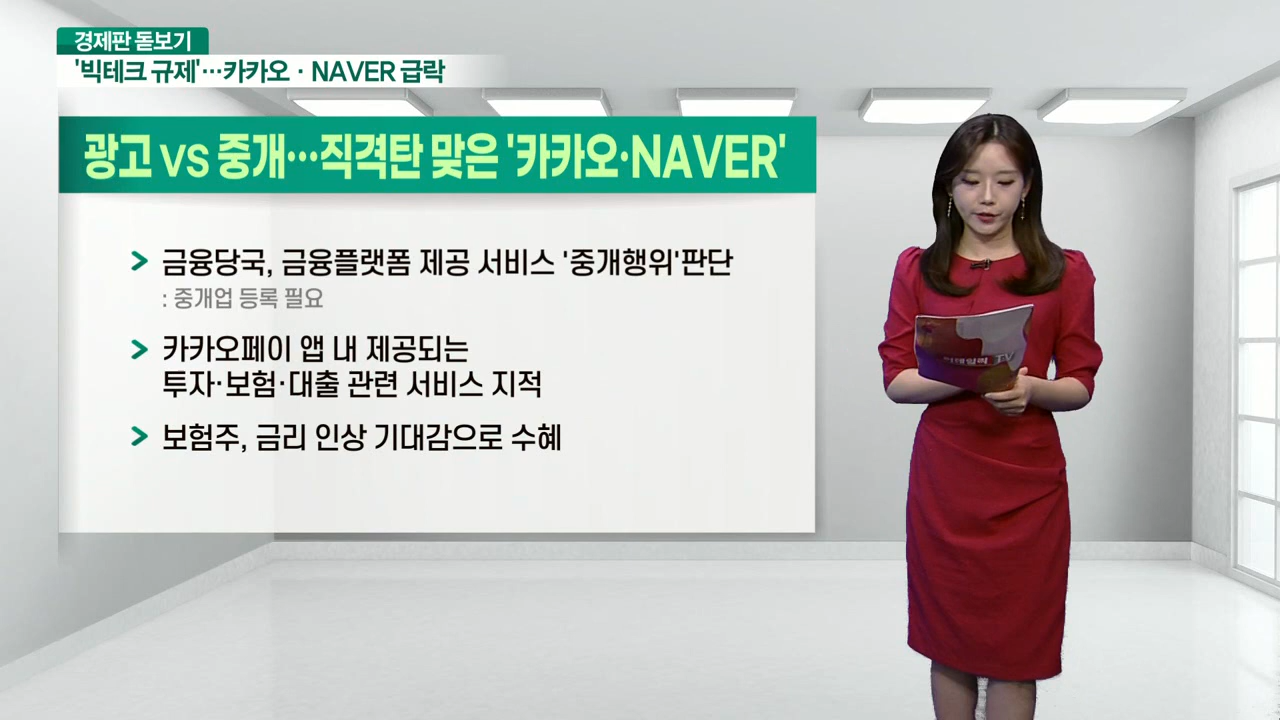 경제판 돋보기
'빅테크 규제'…카카오 · NAVER 급락
광고 vs 중개…직격탄 맞은 '카카오·NAVER'
> 금융당국, 금융플랫폼 제공 서비스 '중개행위'판단
: 중개업 등록 필요
> 카카오페이 앱 내 제공되는
투자·보험·대출 관련 서비스 지적
> 보험주, 금리 인상 기대감으로 수혜
TV